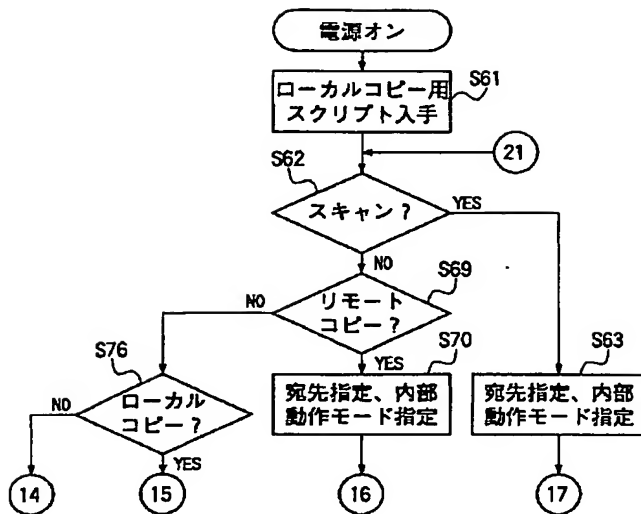 電源オン
S61
ローカルコピー用
スクリプト入手
21
S62
スキャン?
YES
NO
S69
リモート
コピー?
NO
YES
S76
ローカル
コピー?
NO
YES
S70
宛先指定、内部
動作モード指定
S63
宛先指定、内部
動作モード指定
14
15
16
17